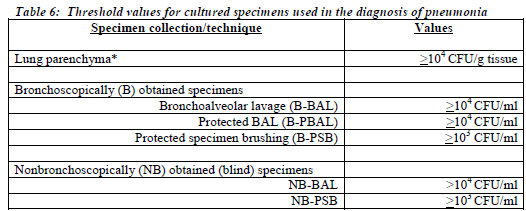 Table 6: Threshold values for cultured specimens used in the diagnosis of pneumonia
Specimen collection/technique Values
Lung parenchyma* ≥10⁴ CFU/g tissue
Bronchoscopically (B) obtained specimens
Bronchoalveolar lavage (B-BAL) ≥10⁴ CFU/ml
Protected BAL (B-PBAL) ≥10⁴ CFU/ml
Protected specimen brushing (B-PSB) ≥10³ CFU/ml
Nonbronchoscopically (NB) obtained (blind) specimens
NB-BAL ≥10⁴ CFU/ml
NB-PSB ≥10³ CFU/ml